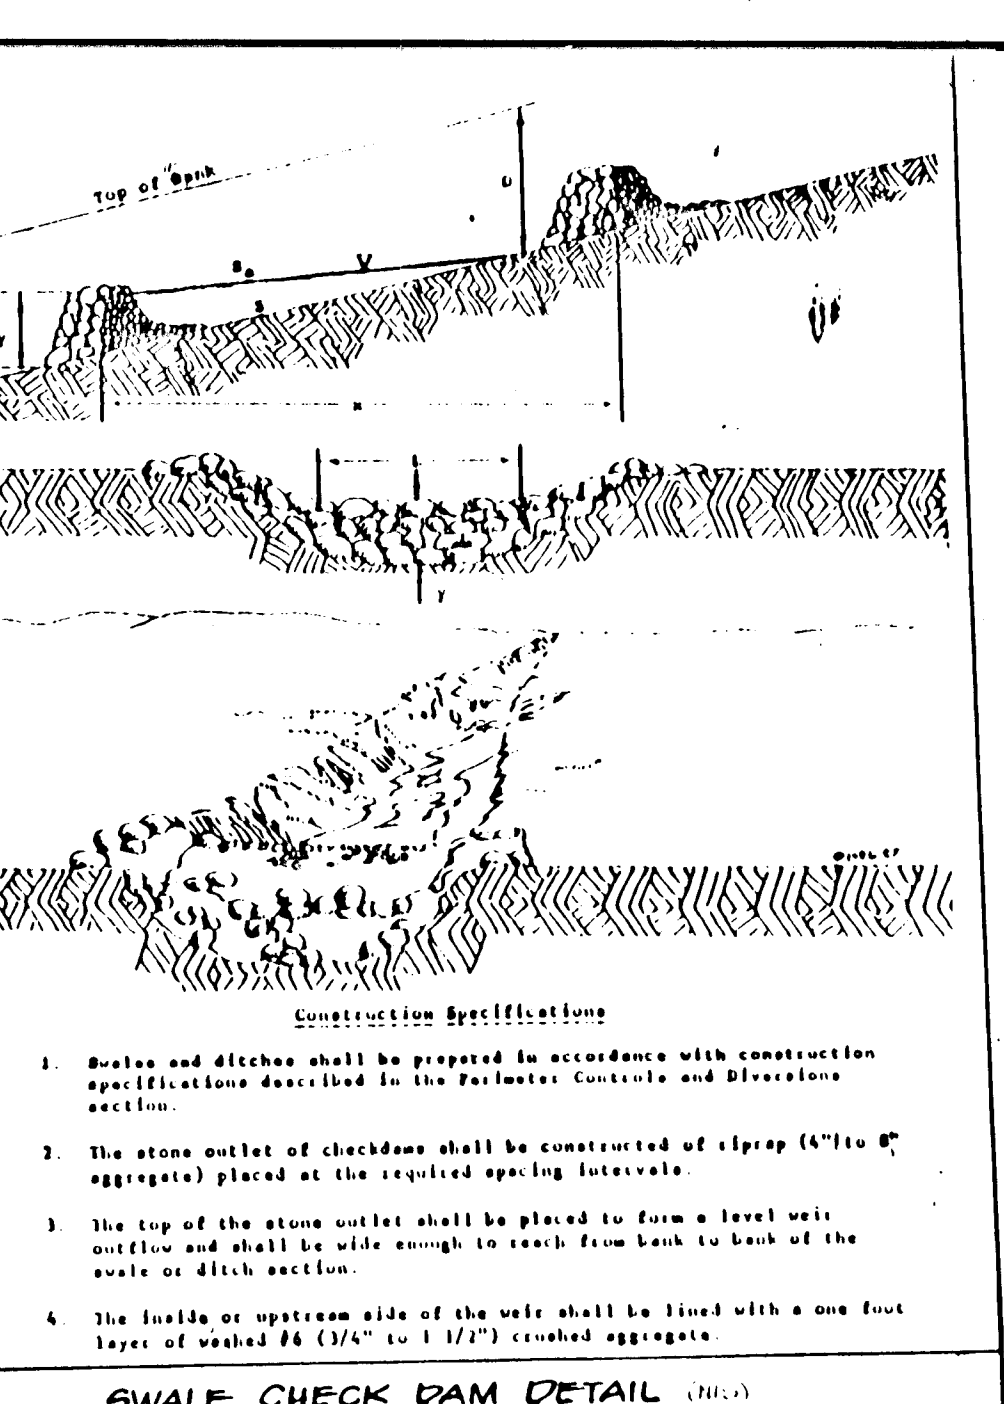 Top of Bank
D
S
x
y
Construction Specifications
1. Swales and ditches shall be prepared in accordance with construction
specifications described in the Perimeter Controls and Diversions
section.
2. The stone outlet of checkdams shall be constructed of riprap (4") to 8"
aggregate) placed at the required spacing intervals.
3. The top of the stone outlet shall be placed to form a level weir
outflow and shall be wide enough to reach from bank to bank of the
swale or ditch section.
4. The inside or upstream side of the weir shall be lined with a one foot
layer of washed #6 (3/4" to 1 1/2") crushed aggregate.
SWALE CHECK DAM DETAIL